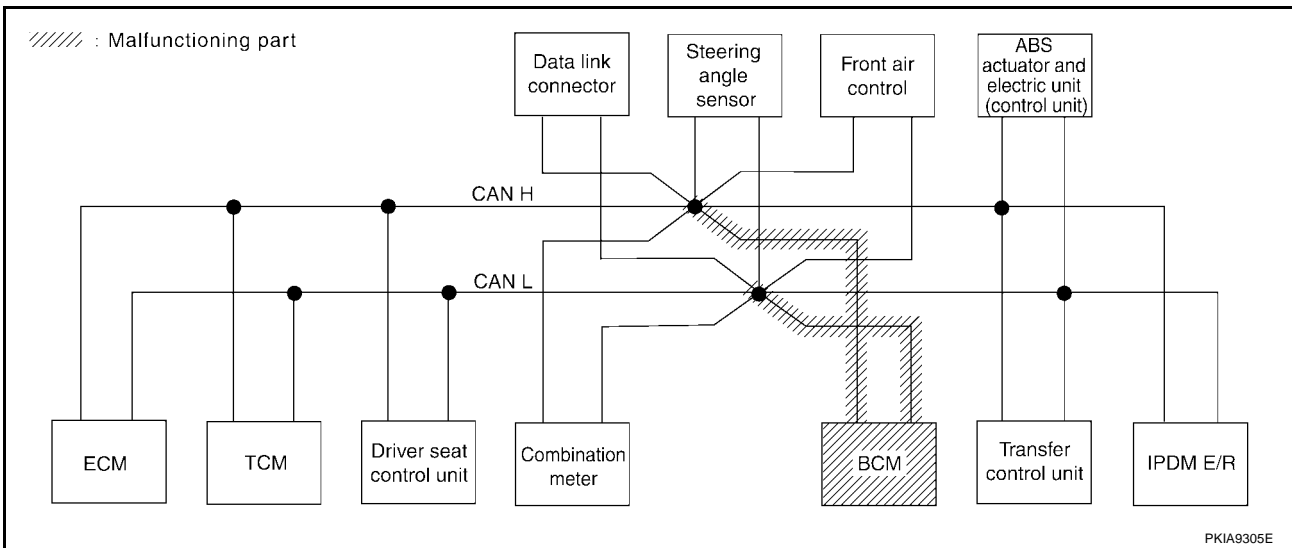 : Malfunctioning part
Data link
connector
Steering
angle
sensor
Front air
control
ABS
actuator and
electric unit
(control unit)
CAN H
CAN L
ECM
TCM
Driver seat
control unit
Combination
meter
BCM
Transfer
control unit
IPDM E/R
PKIA9305E